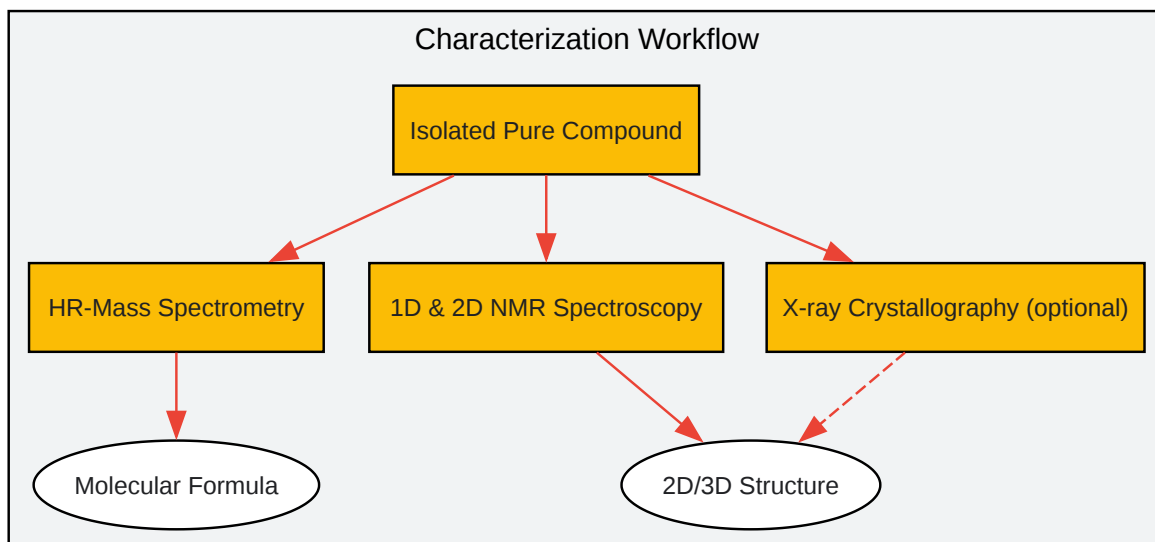 Characterization Workflow
Isolated Pure Compound
HR-Mass Spectrometry
1D & 2D NMR Spectroscopy
X-ray Crystallography (optional)
Molecular Formula
2D/3D Structure